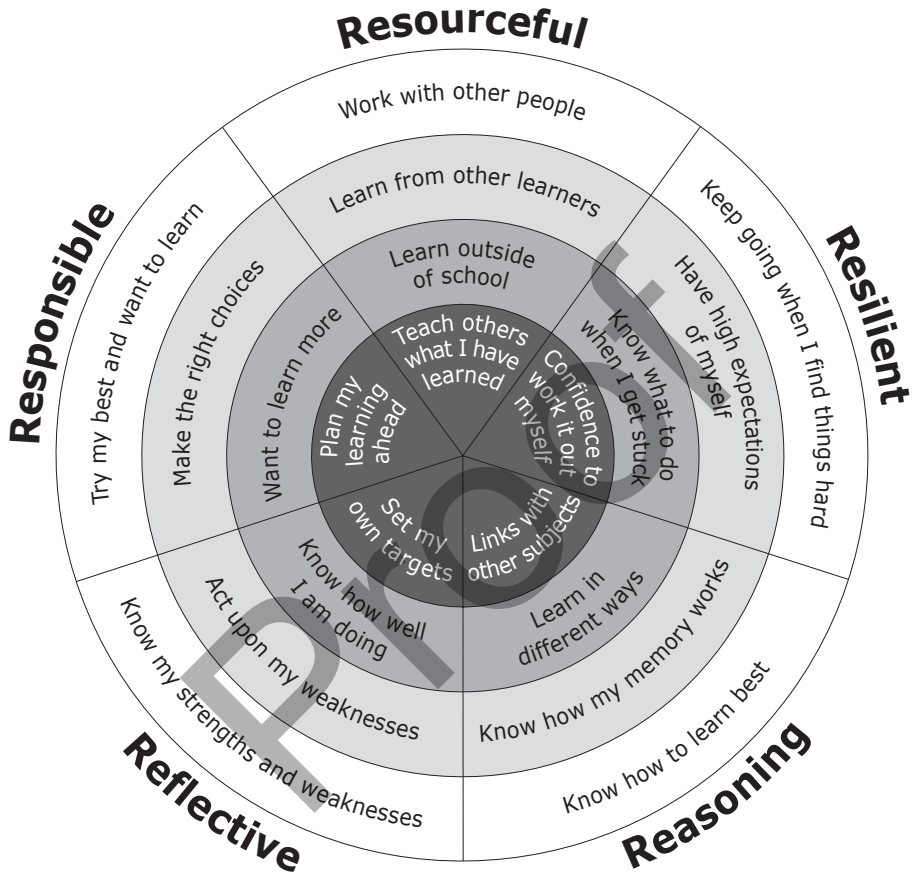 Resourceful
Work with other people
Learn from other learners
Learn outside
of school
Teach others
what I have
learned
Resilient
Keep going when I find things hard
Have high expectations
of myself
Know what to do
when I get stuck
Confidence to
work it out
myself
Reasoning
Know how to learn best
Know how my memory works
Learn in
different ways
Links with
other subjects
Reflective
Know my strengths and weaknesses
Act upon my weaknesses
Know how well
I am doing
Set my
own targets
Responsible
Try my best and want to learn
Make the right choices
Want to learn more
Plan my
learning
ahead
Proof